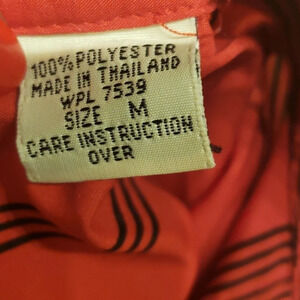 100% POLYESTER
MADE IN THAILAND
WPL 7539
SIZE M
CARE INSTRUCTION
OVER